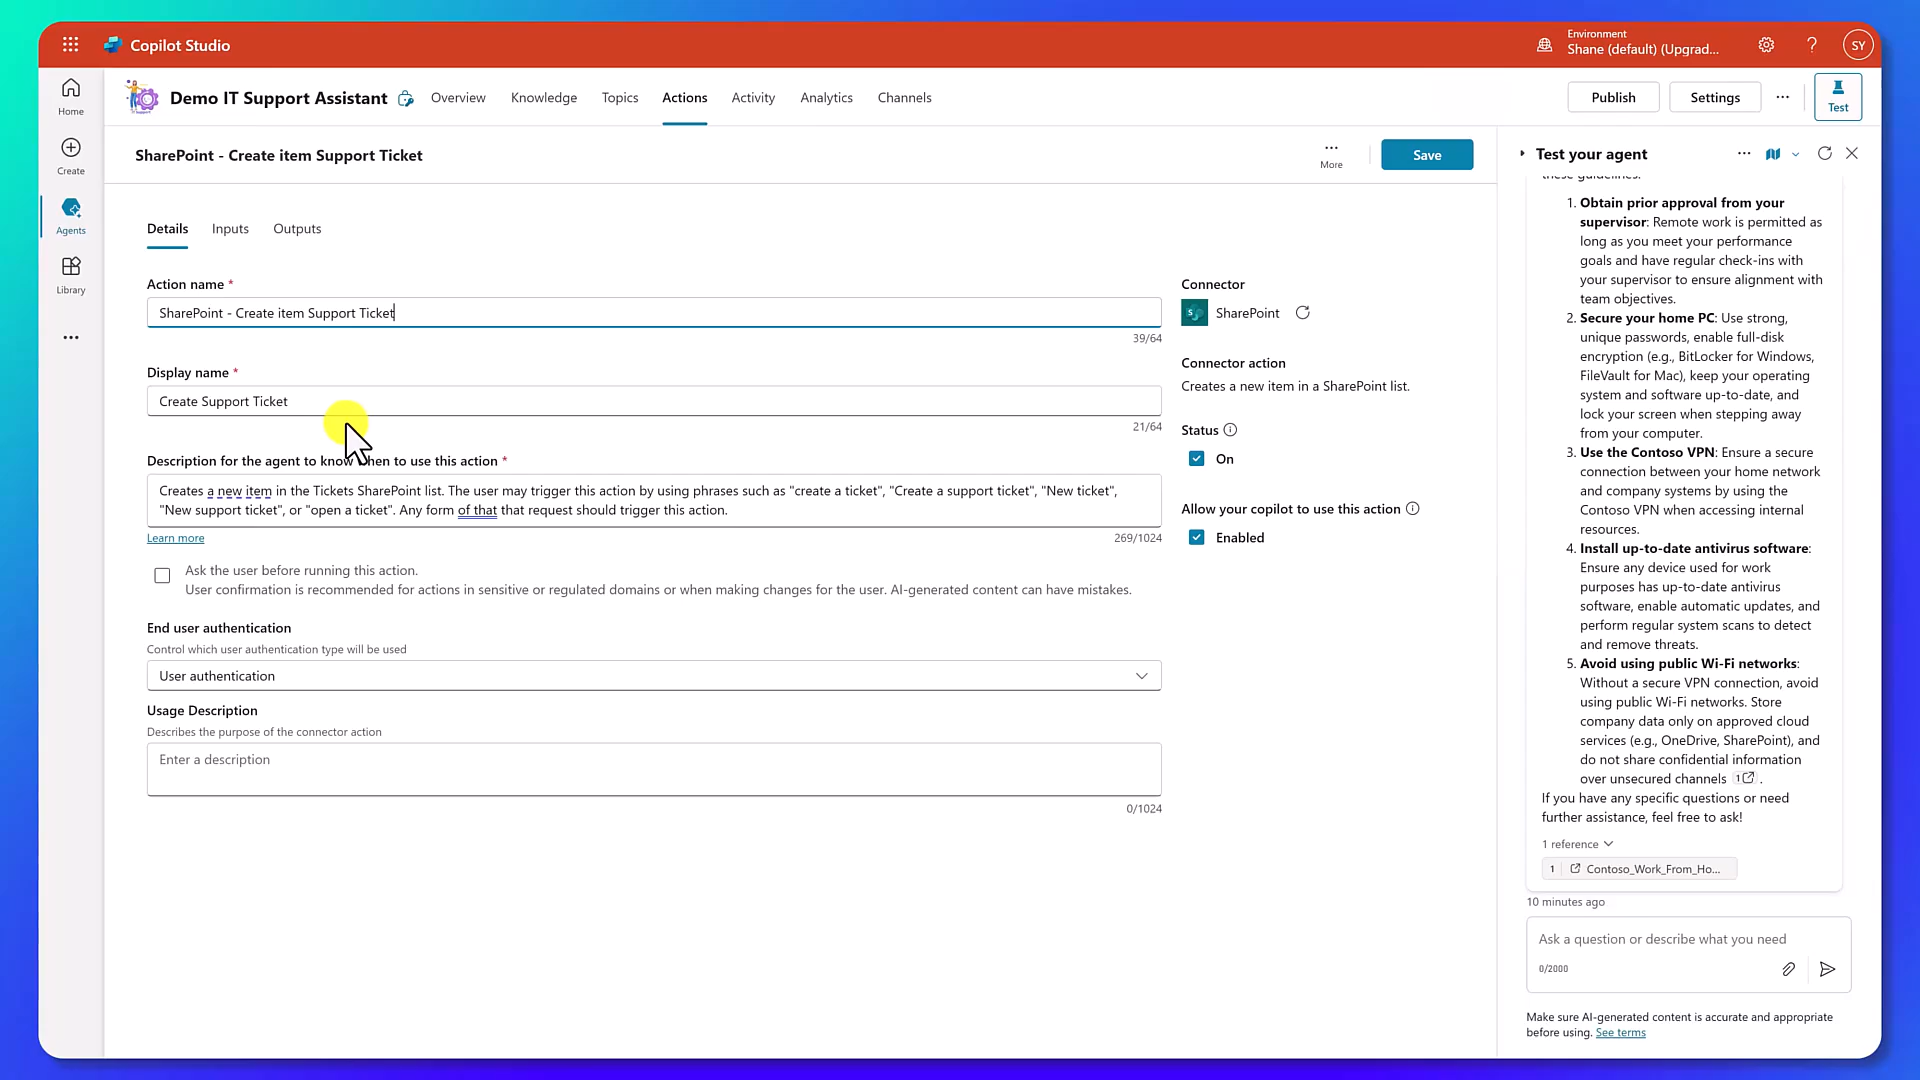 Copilot Studio
Environment
Shane (default) (Upgrad...
SY
Home
Create
Agents
Library
Demo IT Support Assistant
Overview
Knowledge
Topics
Actions
Activity
Analytics
Channels
Publish
Settings
Test
SharePoint - Create item Support Ticket
More
Save
Details
Inputs
Outputs
Action name *
SharePoint - Create item Support Ticket
39/64
Display name *
Create Support Ticket
21/64
Description for the agent to know when to use this action *
Creates a new item in the Tickets SharePoint list. The user may trigger this action by using phrases such as "create a ticket", "Create a support ticket", "New ticket",
"New support ticket", or "open a ticket". Any form of that that request should trigger this action.
Learn more
269/1024
Ask the user before running this action.
User confirmation is recommended for actions in sensitive or regulated domains or when making changes for the user. AI-generated content can have mistakes.
End user authentication
Control which user authentication type will be used
User authentication
Usage Description
Describes the purpose of the connector action
Enter a description
0/1024
Connector
SharePoint
Connector action
Creates a new item in a SharePoint list.
Status
On
Allow your copilot to use this action
Enabled
Test your agent
these guidelines.
1. Obtain prior approval from your
supervisor: Remote work is permitted as
long as you meet your performance
goals and have regular check-ins with
your supervisor to ensure alignment with
team objectives.
2. Secure your home PC: Use strong,
unique passwords, enable full-disk
encryption (e.g., BitLocker for Windows,
FileVault for Mac), keep your operating
system and software up-to-date, and
lock your screen when stepping away
from your computer.
3. Use the Contoso VPN: Ensure a secure
connection between your home network
and company systems by using the
Contoso VPN when accessing internal
resources.
4. Install up-to-date antivirus software:
Ensure any device used for work
purposes has up-to-date antivirus
software, enable automatic updates, and
perform regular system scans to detect
and remove threats.
5. Avoid using public Wi-Fi networks:
Without a secure VPN connection, avoid
using public Wi-Fi networks. Store
company data only on approved cloud
services (e.g., OneDrive, SharePoint), and
do not share confidential information
over unsecured channels 1.
If you have any specific questions or need
further assistance, feel free to ask!
1 reference
1 Contoso_Work_From_Ho...
10 minutes ago
Ask a question or describe what you need
0/2000
Make sure AI-generated content is accurate and appropriate
before using. See terms